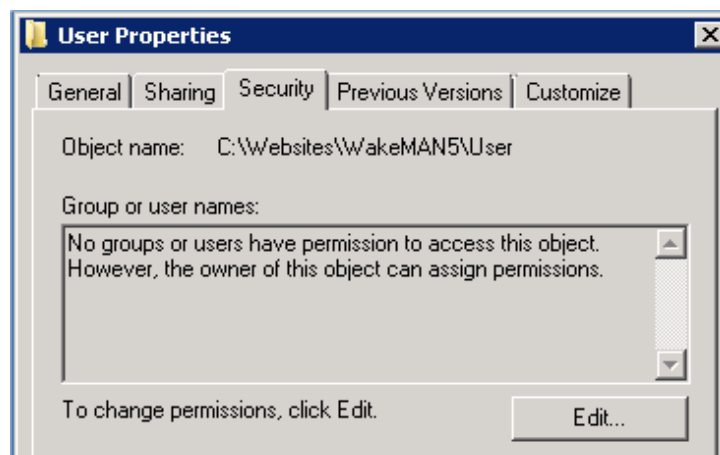 User Properties
General Sharing Security Previous Versions Customize
Object name: C:\Websites\WakeMAN5\User
Group or user names:
No groups or users have permission to access this object.
However, the owner of this object can assign permissions.
To change permissions, click Edit.
Edit...